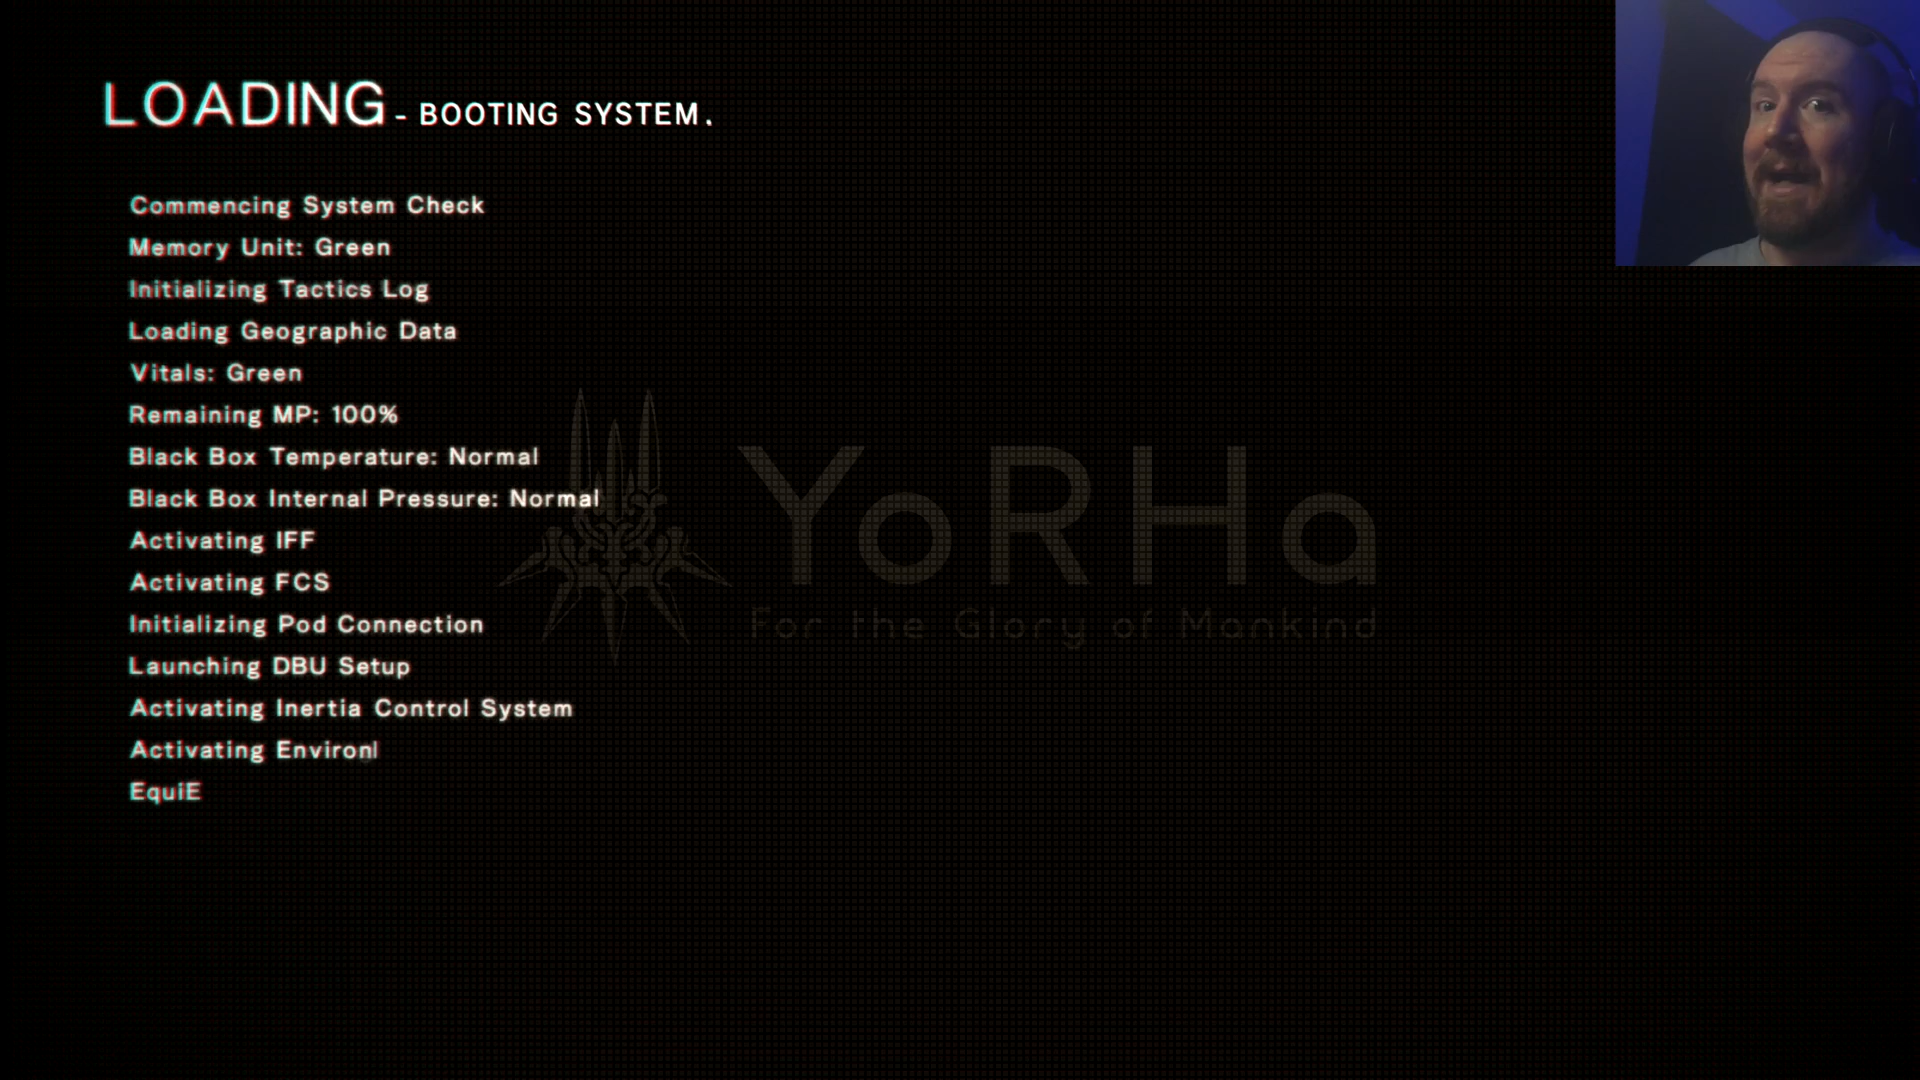 LOADING - BOOTING SYSTEM.
Commencing System Check
Memory Unit: Green
Initializing Tactics Log
Loading Geographic Data
Vitals: Green
Remaining MP: 100%
Black Box Temperature: Normal
Black Box Internal Pressure: Normal
Activating IFF
Activating FCS
Initializing Pod Connection
Launching DBU Setup
Activating Inertia Control System
Activating Environl
EquiE
YoRHa
For the Glory of Mankind